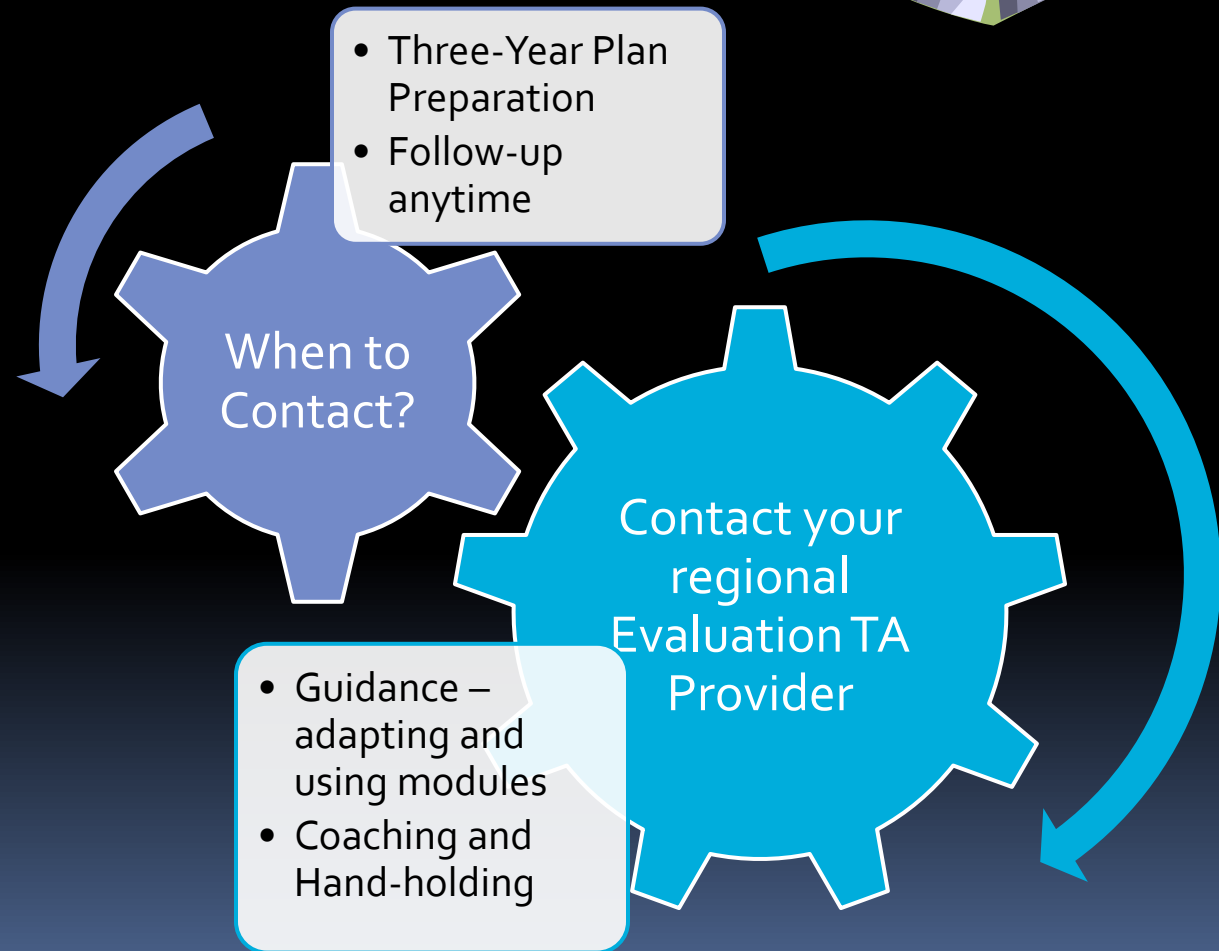 • Three-Year Plan
Preparation
• Follow-up
anytime
When to
Contact?
Contact your
regional
Evaluation TA
Provider
• Guidance –
adapting and
using modules
• Coaching and
Hand-holding